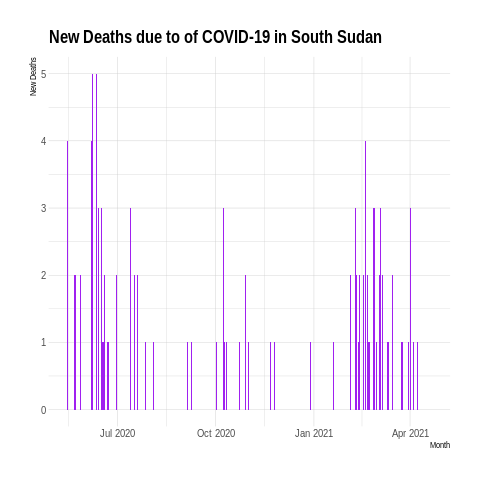 New Deaths due to of COVID-19 in South Sudan
New Deaths
5
4
3
2
1
0
Jul 2020 Oct 2020 Jan 2021 Apr 2021
Month